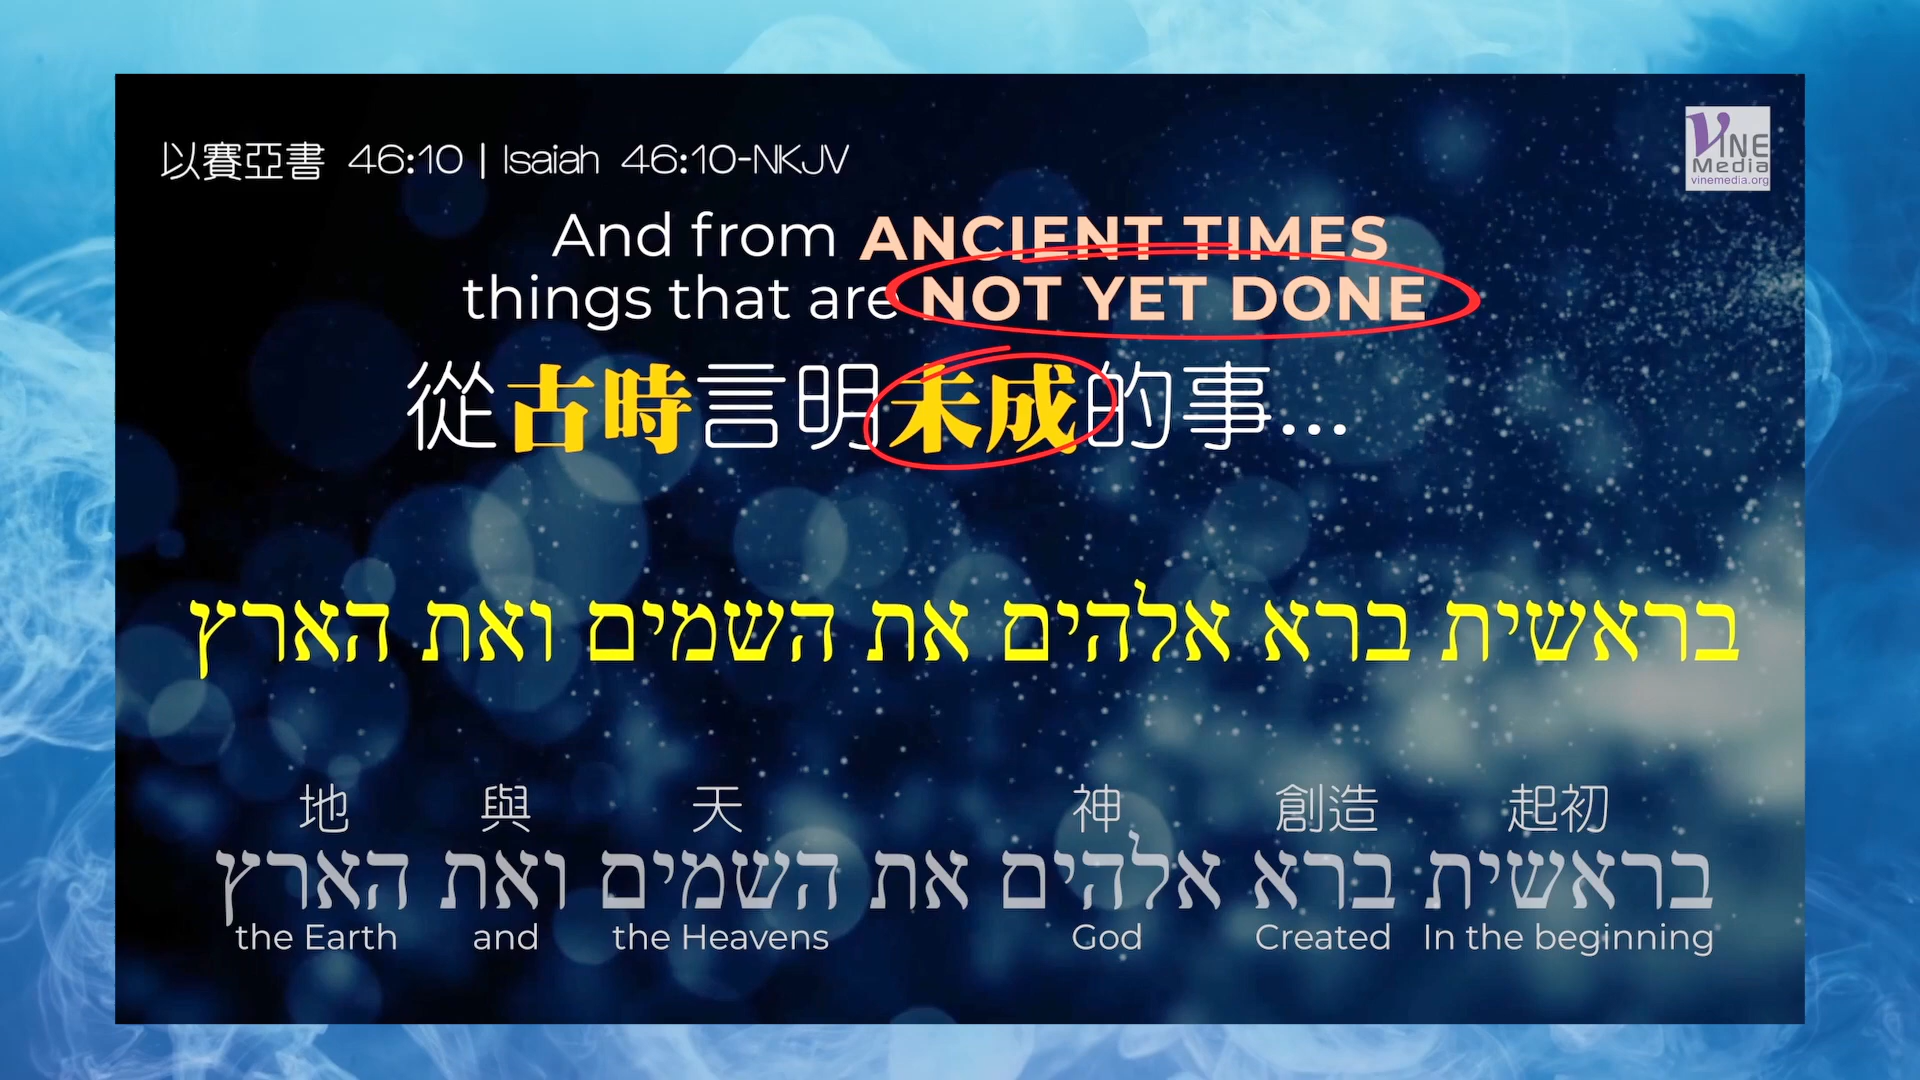 以賽亞書 46:10 | Isaiah 46:10-NKJV
VINE
Media
vinemedia.org
And from ANCIENT TIMES
things that are NOT YET DONE
從古時言明未成的事...
בראשית ברא אלהים את השמים ואת הארץ
地 與 天 神 創造 起初
בראשית ברא אלהים את השמים ואת הארץ
the Earth and the Heavens God Created In the beginning